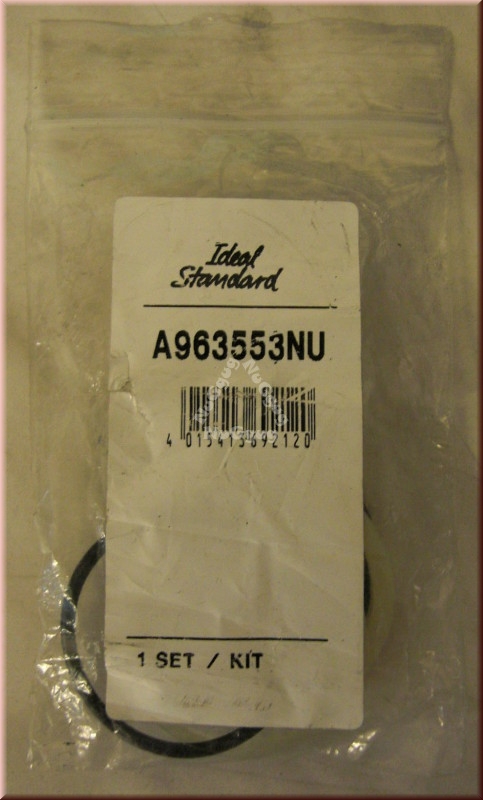 Ideal
Standard
A963553NU
4 015413 692120
1 SET / KIT